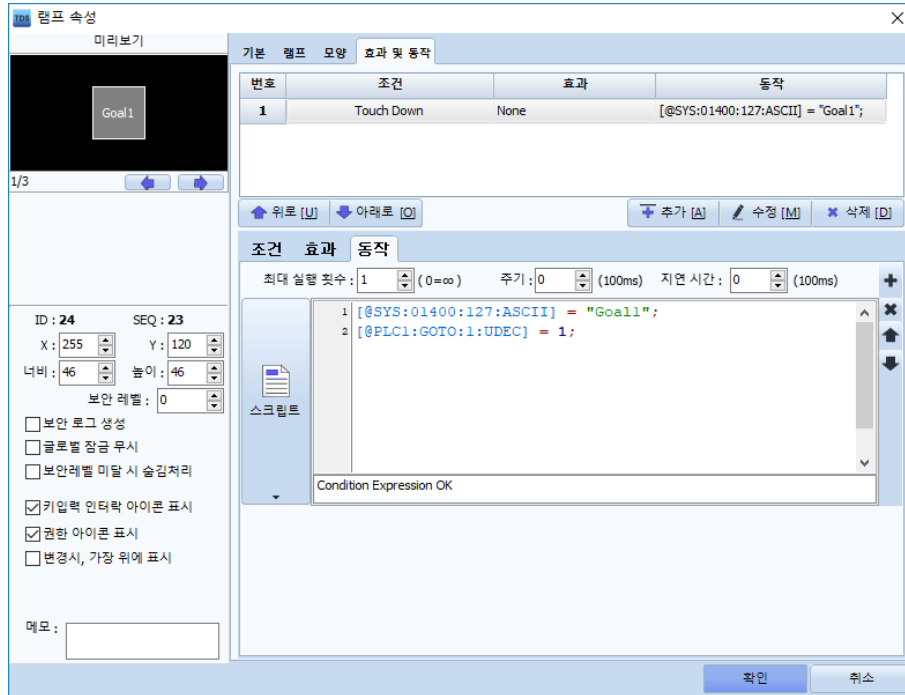 TDS 램프 속성
미리보기
Goal1
1/3
기본 램프 모양 효과 및 동작
번호 조건 효과 동작
1 Touch Down None [@SYS:01400:127:ASCII] = "Goal1";
위로 [U] 아래로 [O] 추가 [A] 수정 [M] 삭제 [D]
조건 효과 동작
최대 실행 횟수 : 1 ( 0=∞ ) 주기 : 0 (100ms) 지연 시간 : 0 (100ms)
1 [@SYS:01400:127:ASCII] = "Goal1";
2 [@PLC1:GOTO:1:UDEC] = 1;
스크립트
Condition Expression OK
ID : 24 SEQ : 23
X : 255 Y : 120
너비 : 46 높이 : 46
보안 레벨 : 0
보안 로그 생성
글로벌 잠금 무시
보안레벨 미달 시 숨김처리
키입력 인터락 아이콘 표시
권한 아이콘 표시
변경시, 가장 위에 표시
메모 :
확인 취소